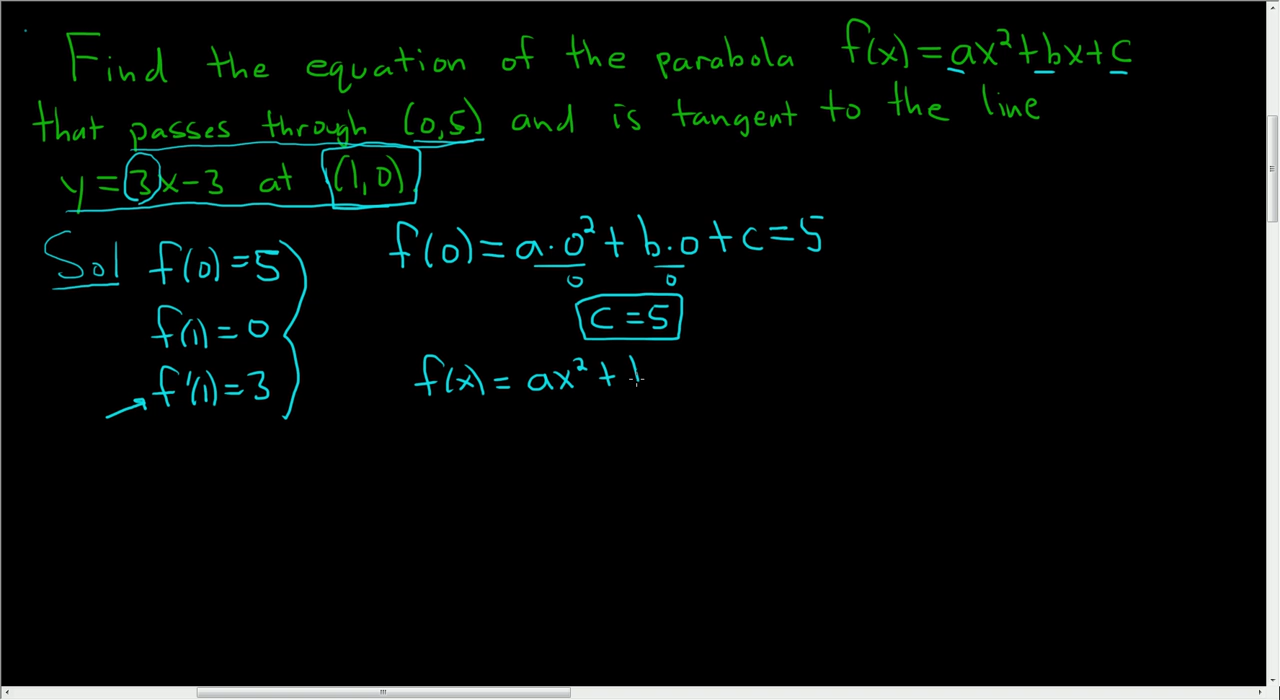 Find the equation of the parabola f(x) = ax² + bx + c
that passes through (0,5) and is tangent to the line
y = 3x - 3 at (1,0)
Sol f(0) = 5
f(1) = 0
f'(1) = 3
f(0) = a · 0² + b · 0 + c = 5
0 0
c = 5
f(x) = ax² +